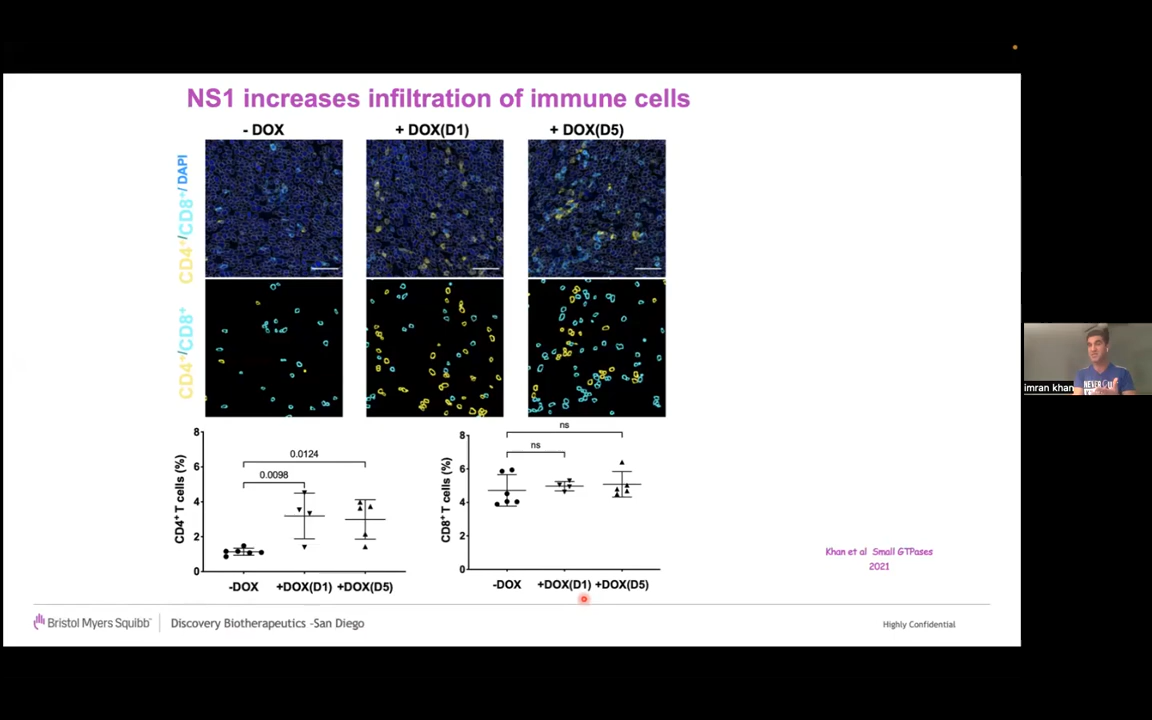 NS1 increases infiltration of immune cells
- DOX
+ DOX(D1)
+ DOX(D5)
CD4⁺/CD8⁺/DAPI
CD4⁺/CD8⁺
CD4⁺ T cells (%)
8
6
4
2
0
0.0124
0.0098
-DOX
+DOX(D1)
+DOX(D5)
CD8⁺ T cells (%)
8
6
4
2
0
ns
ns
-DOX
+DOX(D1)
+DOX(D5)
Khan et al Small GTPases
2021
Bristol Myers Squibb™
Discovery Biotherapeutics -San Diego
Highly Confidential
imran khan
NEVER